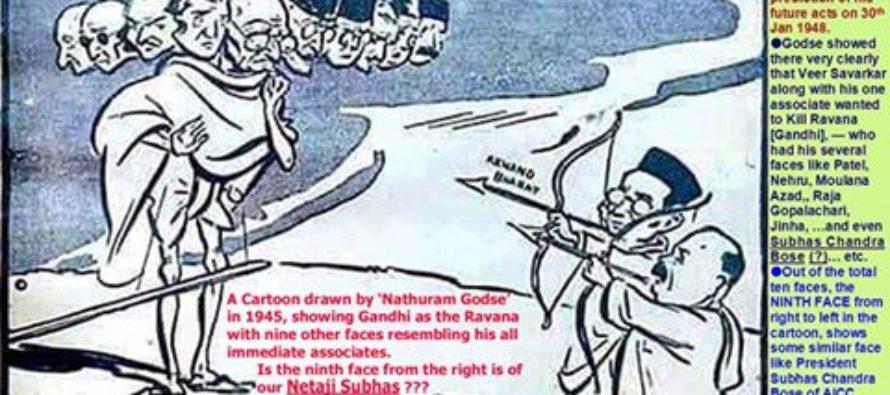 AKHAND
BHARAT
A Cartoon drawn by ‘Nathuram Godse’
in 1945, showing Gandhi as the Ravana
with nine other faces resembling his all
immediate associates.
Is the ninth face from the right is of
our Netaji Subhas ???
future acts on 30th
Jan 1948.
●Godse showed
there very clearly
that Veer Savarkar
along with his one
associate wanted
to Kill Ravana
[Gandhi], — who
had his several
faces like Patel,
Nehru, Moulana
Azad,, Raja
Gopalachari,
Jinha, ...and even
Subhas Chandra
Bose [?]... etc.
●Out of the total
ten faces, the
NINTH FACE from
right to left in the
cartoon, shows
some similar face
like President
Subhas Chandra
Bose of AICC